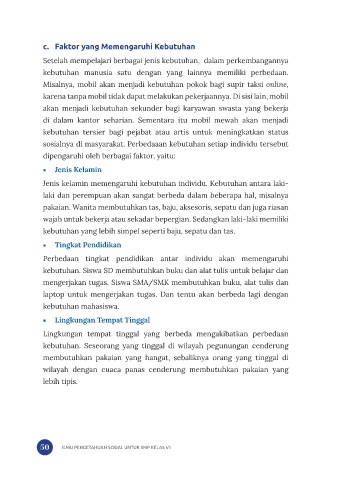 c. Faktor yang Memengaruhi Kebutuhan
Setelah mempelajari berbagai jenis kebutuhan, dalam perkembangannya
kebutuhan manusia satu dengan yang lainnya memiliki perbedaan.
Misalnya, mobil akan menjadi kebutuhan pokok bagi supir taksi online,
karena tanpa mobil tidak dapat melakukan pekerjaannya. Di sisi lain, mobil
akan menjadi kebutuhan sekunder bagi karyawan swasta yang bekerja
di dalam kantor seharian. Sementara itu mobil mewah akan menjadi
kebutuhan tersier bagi pejabat atau artis untuk meningkatkan status
sosialnya di masyarakat. Perbedaaan kebutuhan setiap individu tersebut
dipengaruhi oleh berbagai faktor, yaitu:
• Jenis Kelamin
Jenis kelamin memengaruhi kebutuhan individu. Kebutuhan antara laki-
laki dan perempuan akan sangat berbeda dalam beberapa hal, misalnya
pakaian. Wanita membutuhkan tas, baju, aksesoris, sepatu dan juga riasan
wajah untuk bekerja atau sekadar bepergian. Sedangkan laki-laki memiliki
kebutuhan yang lebih simpel seperti baju, sepatu dan tas.
• Tingkat Pendidikan
Perbedaan tingkat pendidikan antar individu akan memengaruhi
kebutuhan. Siswa SD membutuhkan buku dan alat tulis untuk belajar dan
mengerjakan tugas. Siswa SMA/SMK membutuhkan buku, alat tulis dan
laptop untuk mengerjakan tugas. Dan tentu akan berbeda lagi dengan
kebutuhan mahasiswa.
• Lingkungan Tempat Tinggal
Lingkungan tempat tinggal yang berbeda mengakibatkan perbedaan
kebutuhan. Seseorang yang tinggal di wilayah pegunungan cenderung
membutuhkan pakaian yang hangat, sebaliknya orang yang tinggal di
wilayah dengan cuaca panas cenderung membutuhkan pakaian yang
lebih tipis.
50 ILMU PENGETAHUAN SOSIAL UNTUK SMP KELAS VII